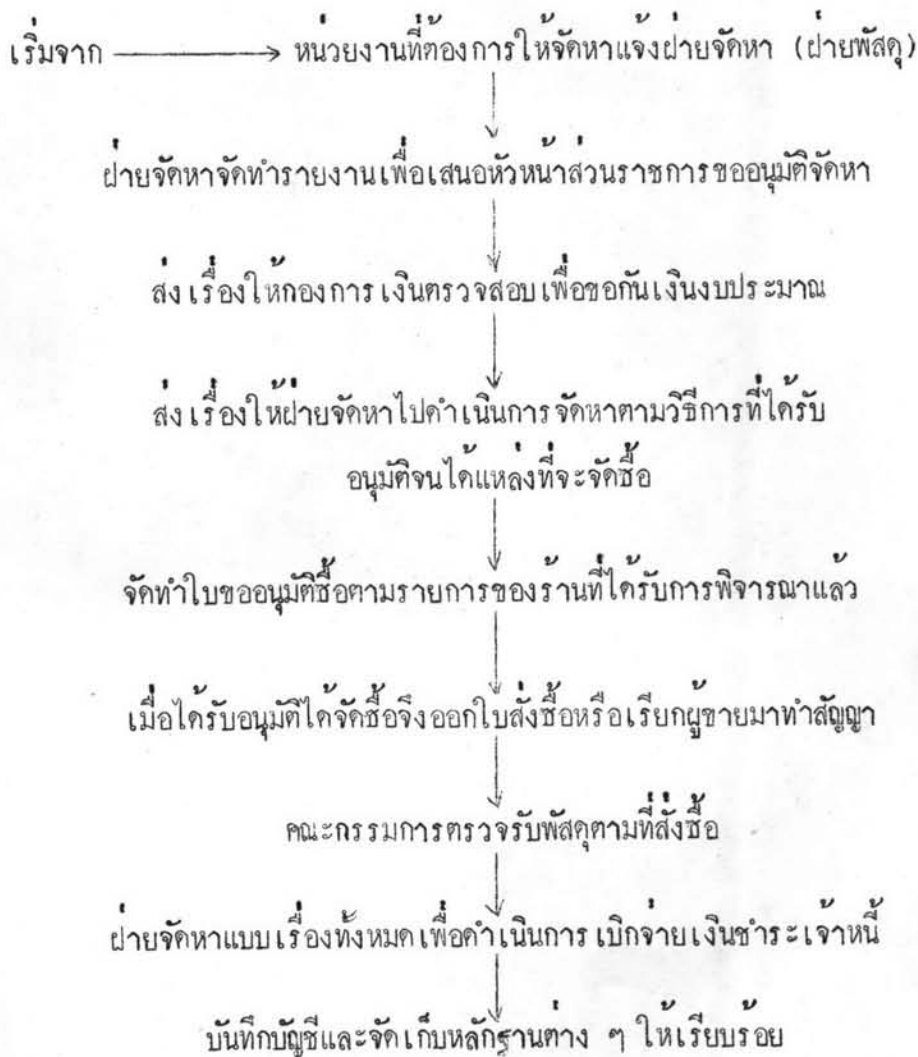 เริ่มจาก หน่วยงานที่ต้องการให้จัดหาแจ้งฝ่ายจัดหา (ฝ่ายพัสดุ)
ฝ่ายจัดหาจัดทำรายงานเพื่อเสนอหัวหน้าส่วนราชการขออนุมัติจัดหา
ส่งเรื่องให้กองการเงินตรวจสอบเพื่อขอกันเงินงบประมาณ
ส่งเรื่องให้ฝ่ายจัดหาไปดำเนินการจัดหาตามวิธีการที่ได้รับ
อนุมัติจนได้แหล่งที่จะจัดซื้อ
จัดทำใบขออนุมัติซื้อตามรายการของร้านที่ได้รับการพิจารณาแล้ว
เมื่อได้รับอนุมัติได้จัดซื้อจึงออกใบสั่งซื้อหรือเรียกผู้ขายมาทำสัญญา
คณะกรรมการตรวจรับพัสดุตามที่สั่งซื้อ
ฝ่ายจัดหาแบบเรื่องทั้งหมดเพื่อดำเนินการเบิกจ่ายเงินชำระเจ้าหนี้
บันทึกบัญชีและจัดเก็บหลักฐานต่าง ๆ ให้เรียบร้อย